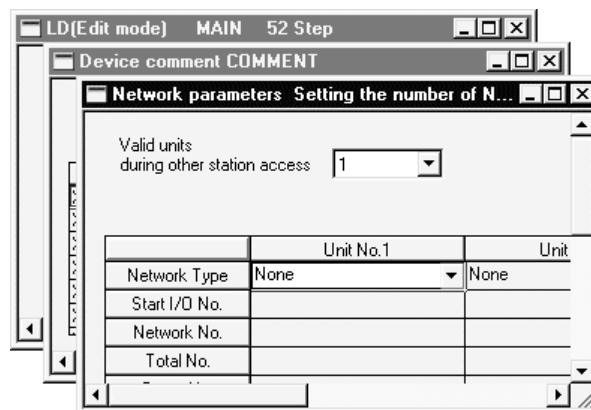 LD(Edit mode) MAIN 52 Step
Device comment COMMENT
Network parameters Setting the number of N...
Valid units
during other station access 1
Unit No.1 Unit
Network Type None None
Start I/O No.
Network No.
Total No.